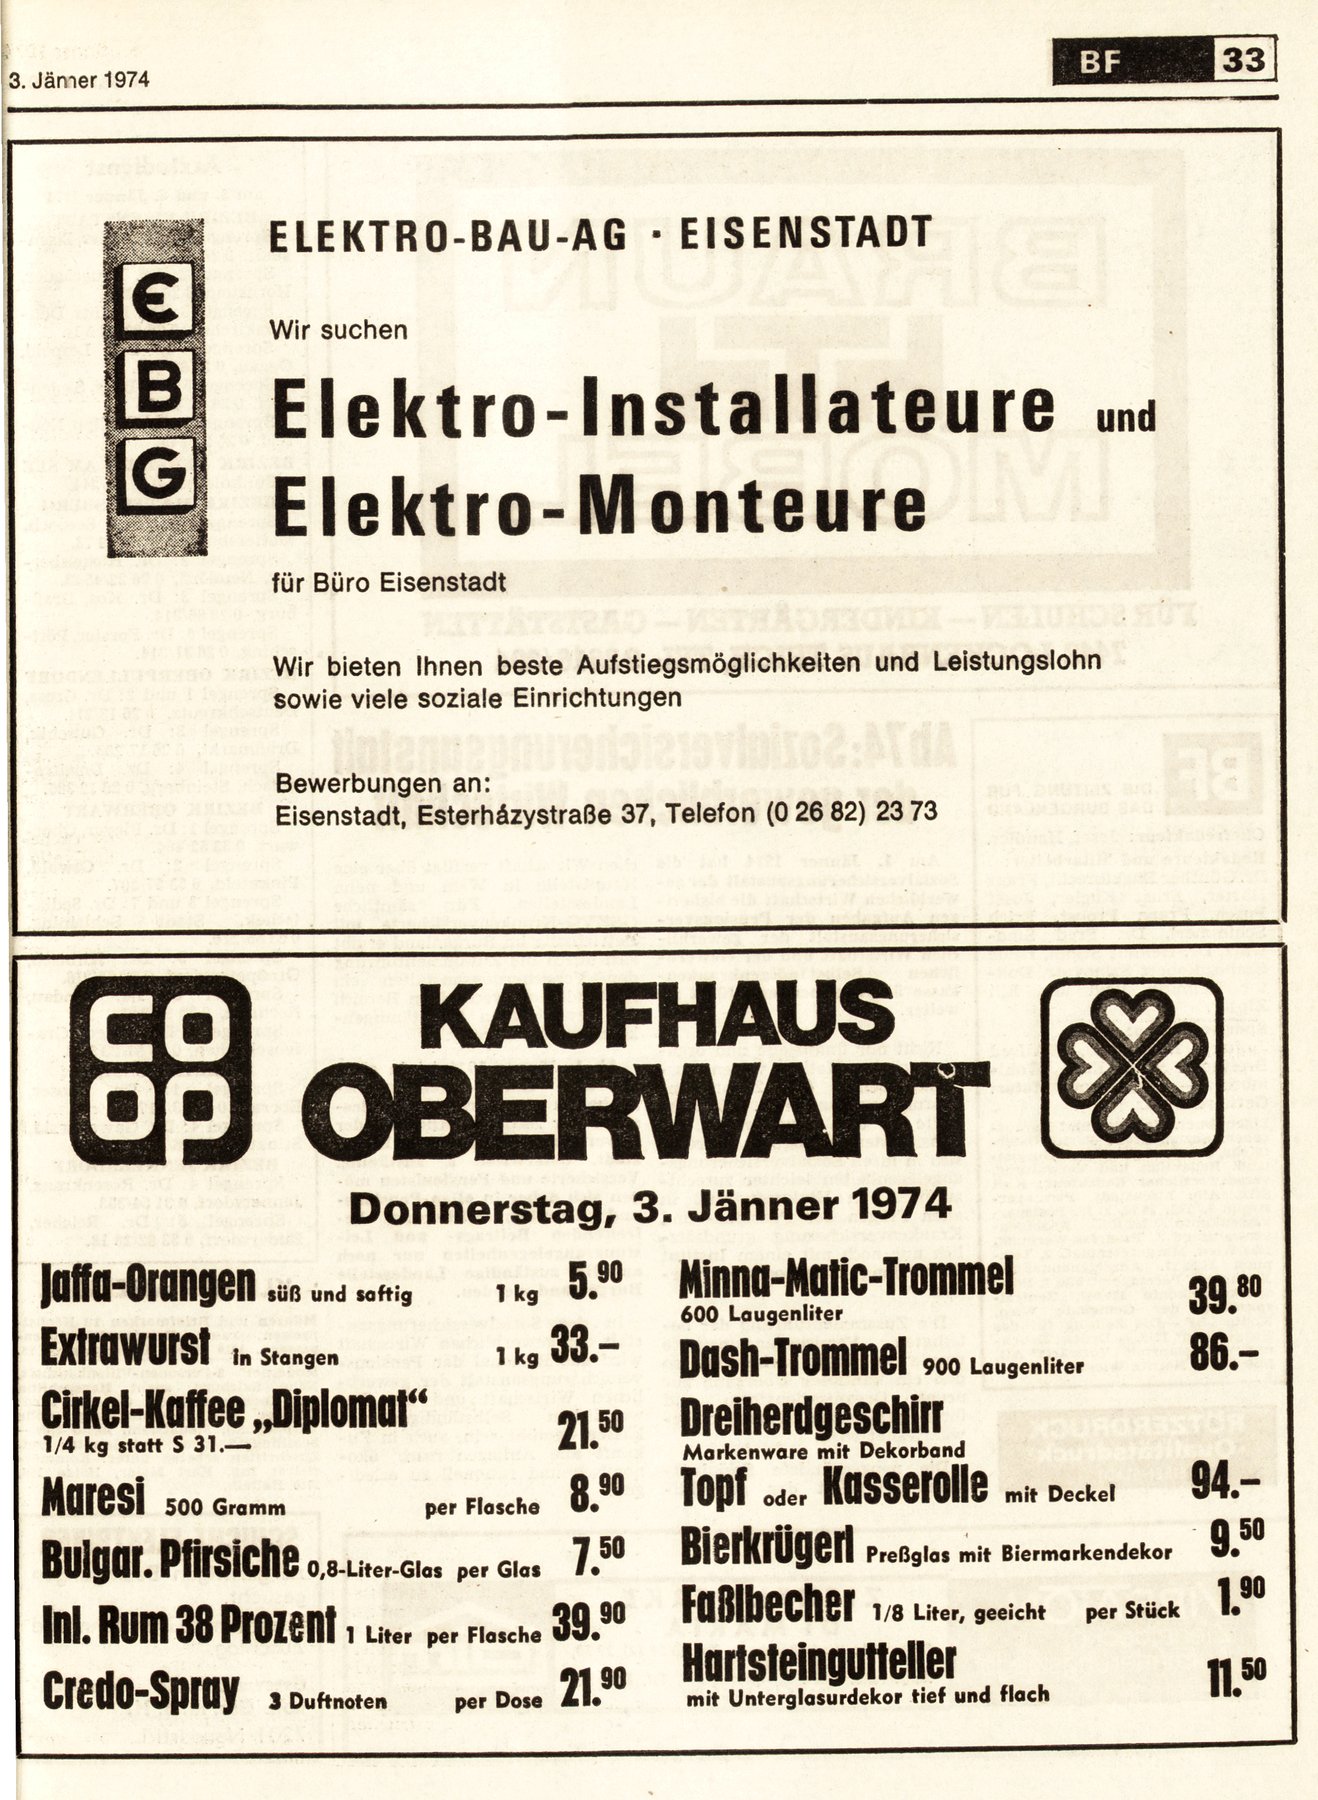 3. Jänner 1974
BF 33
ELEKTRO-BAU-AG · EISENSTADT
E
B
G
Wir suchen
Elektro-Installateure und
Elektro-Monteure
für Büro Eisenstadt
Wir bieten Ihnen beste Aufstiegsmöglichkeiten und Leistungslohn
sowie viele soziale Einrichtungen
Bewerbungen an:
Eisenstadt, Esterházystraße 37, Telefon (0 26 82) 23 73
CO
OP
KAUFHAUS
OBERWART
Donnerstag, 3. Jänner 1974
Jaffa-Orangen süß und saftig 1 kg 5.90
Extrawurst in Stangen 1 kg 33.–
Cirkel-Kaffee „Diplomat“
1/4 kg statt S 31.— 21.50
Maresi 500 Gramm per Flasche 8.90
Bulgar. Pfirsiche 0,8-Liter-Glas per Glas 7.50
Inl. Rum 38 Prozent 1 Liter per Flasche 39.90
Credo-Spray 3 Duftnoten per Dose 21.90
Minna-Matic-Trommel
600 Laugenliter 39.80
Dash-Trommel 900 Laugenliter 86.–
Dreiherdgeschirr
Markenware mit Dekorband
Topf oder Kasserolle mit Deckel 94.–
Bierkrügerl Preßglas mit Biermarkendekor 9.50
Faßlbecher 1/8 Liter, geeicht per Stück 1.90
Hartsteingutteller
mit Unterglasurdekor tief und flach 11.50